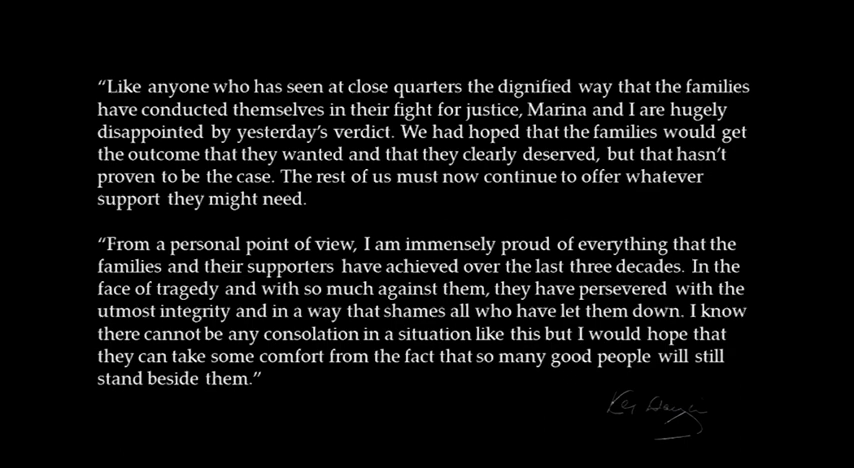 “Like anyone who has seen at close quarters the dignified way that the families
have conducted themselves in their fight for justice, Marina and I are hugely
disappointed by yesterday’s verdict. We had hoped that the families would get
the outcome that they wanted and that they clearly deserved, but that hasn’t
proven to be the case. The rest of us must now continue to offer whatever
support they might need.
“From a personal point of view, I am immensely proud of everything that the
families and their supporters have achieved over the last three decades. In the
face of tragedy and with so much against them, they have persevered with the
utmost integrity and in a way that shames all who have let them down. I know
there cannot be any consolation in a situation like this but I would hope that
they can take some comfort from the fact that so many good people will still
stand beside them.”